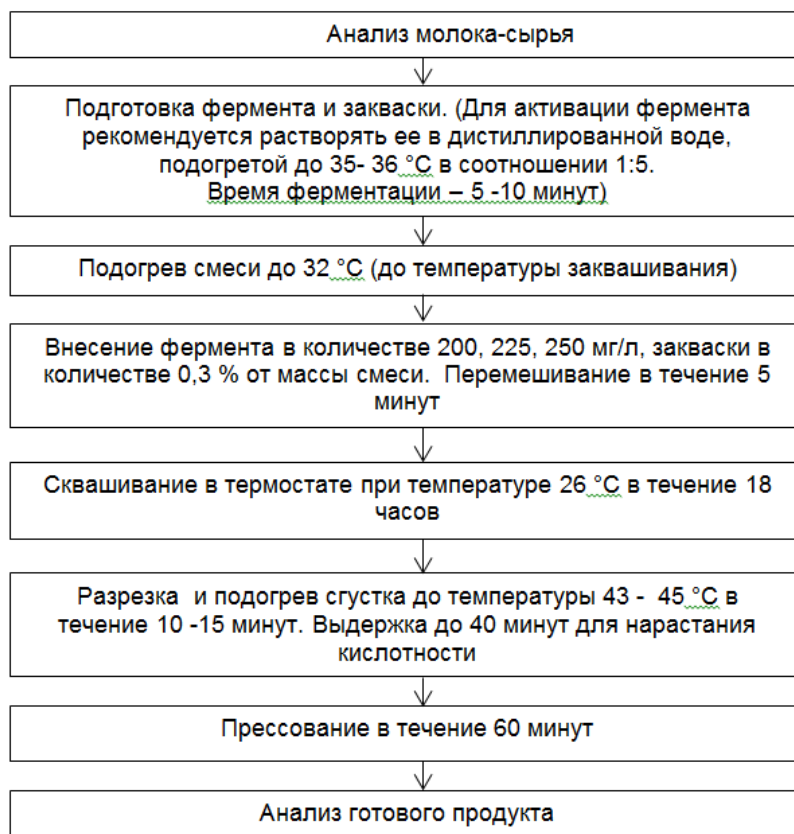 Анализ молока-сырья
Подготовка фермента и закваски. (Для активации фермента
рекомендуется растворять ее в дистиллированной воде,
подогретой до 35- 36 °С в соотношении 1:5.
Время ферментации – 5 -10 минут)
Подогрев смеси до 32 °С (до температуры заквашивания)
Внесение фермента в количестве 200, 225, 250 мг/л, закваски в
количестве 0,3 % от массы смеси.  Перемешивание в течение 5
минут
Сквашивание в термостате при температуре 26 °С в течение 18
часов
Разрезка  и подогрев сгустка до температуры 43 -  45 °С в
течение 10 -15 минут. Выдержка до 40 минут для нарастания
кислотности
Прессование в течение 60 минут
Анализ готового продукта